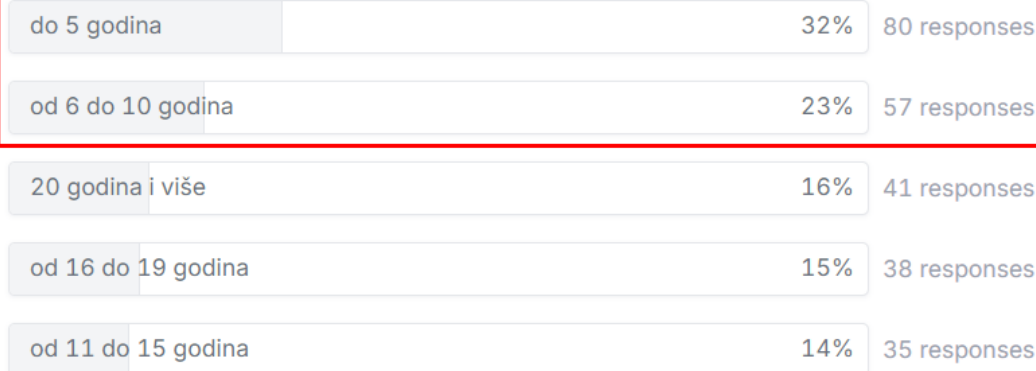 do 5 godina 32% 80 responses
od 6 do 10 godina 23% 57 responses
20 godina i više 16% 41 responses
od 16 do 19 godina 15% 38 responses
od 11 do 15 godina 14% 35 responses